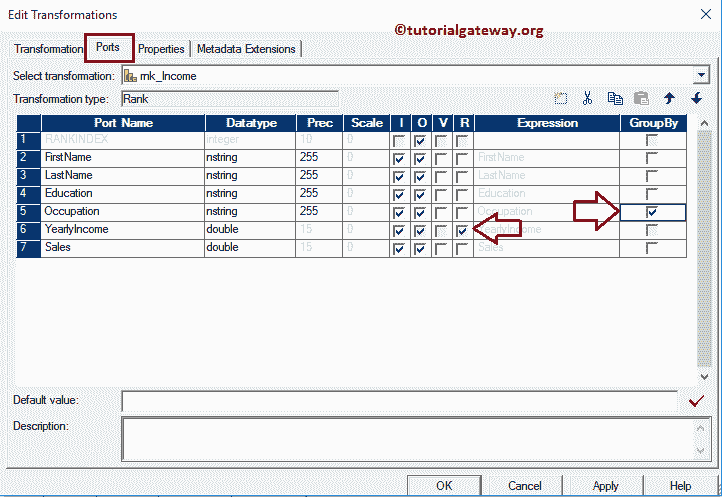 Edit Transformations
©tutorialgateway.org
Transformation Ports Properties Metadata Extensions
Select transformation: rnk_Income
Transformation type: Rank
Port Name Datatype Prec Scale I O V R Expression GroupBy
1 RANKINDEX integer 10 0
2 FirstName nstring 255 0 FirstName
3 LastName nstring 255 0 LastName
4 Education nstring 255 0 Education
5 Occupation nstring 255 0 Occupation
6 YearlyIncome double 15 0 YearlyIncome
7 Sales double 15 0 Sales
Default value:
Description:
OK Cancel Apply Help